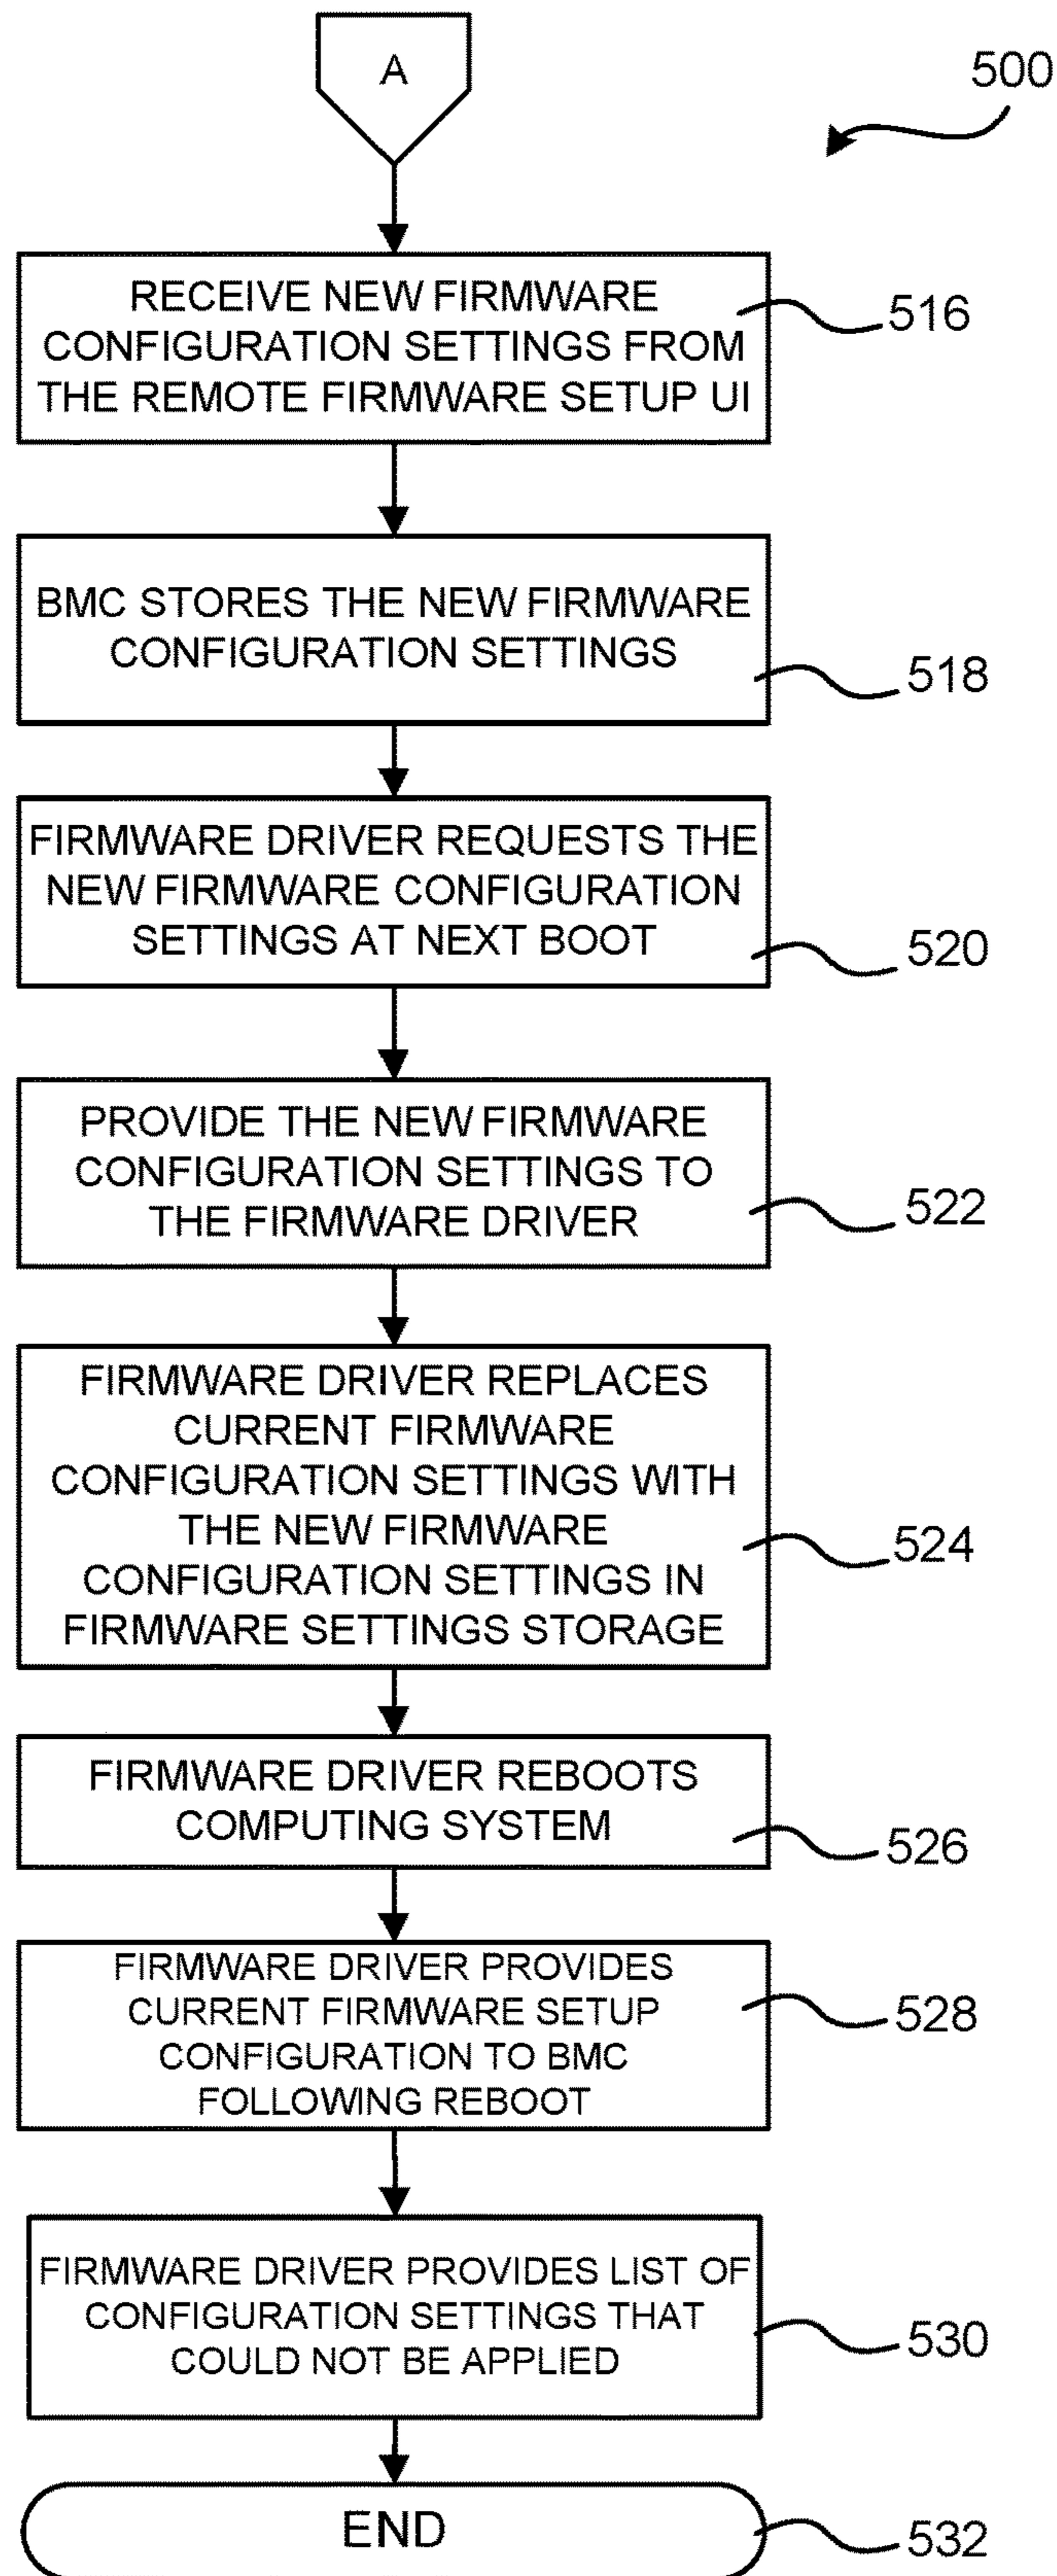 A
500
RECEIVE NEW FIRMWARE
CONFIGURATION SETTINGS FROM
THE REMOTE FIRMWARE SETUP UI
516
BMC STORES THE NEW FIRMWARE
CONFIGURATION SETTINGS
518
FIRMWARE DRIVER REQUESTS THE
NEW FIRMWARE CONFIGURATION
SETTINGS AT NEXT BOOT
520
PROVIDE THE NEW FIRMWARE
CONFIGURATION SETTINGS TO
THE FIRMWARE DRIVER
522
FIRMWARE DRIVER REPLACES
CURRENT FIRMWARE
CONFIGURATION SETTINGS WITH
THE NEW FIRMWARE
CONFIGURATION SETTINGS IN
FIRMWARE SETTINGS STORAGE
524
FIRMWARE DRIVER REBOOTS
COMPUTING SYSTEM
526
FIRMWARE DRIVER PROVIDES
CURRENT FIRMWARE SETUP
CONFIGURATION TO BMC
FOLLOWING REBOOT
528
FIRMWARE DRIVER PROVIDES LIST OF
CONFIGURATION SETTINGS THAT
COULD NOT BE APPLIED
530
END
532